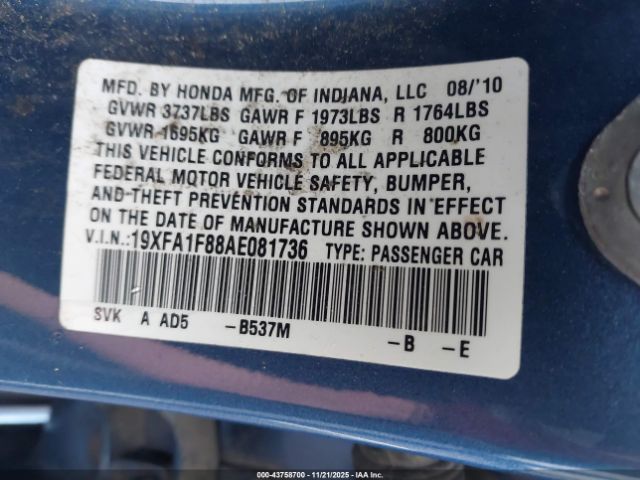 MFD. BY HONDA MFG. OF INDIANA, LLC 08/'10
GVWR 3737LBS GAWR F 1973LBS R 1764LBS
GVWR 1695KG GAWR F 895KG R 800KG
THIS VEHICLE CONFORMS TO ALL APPLICABLE
FEDERAL MOTOR VEHICLE SAFETY, BUMPER,
AND THEFT PREVENTION STANDARDS IN EFFECT
ON THE DATE OF MANUFACTURE SHOWN ABOVE.
V.I.N.:19XFA1F88AE081736 TYPE: PASSENGER CAR
SVK A AD5 -B537M -B -E
000-43758700 - 11/21/2025 - IAA Inc.